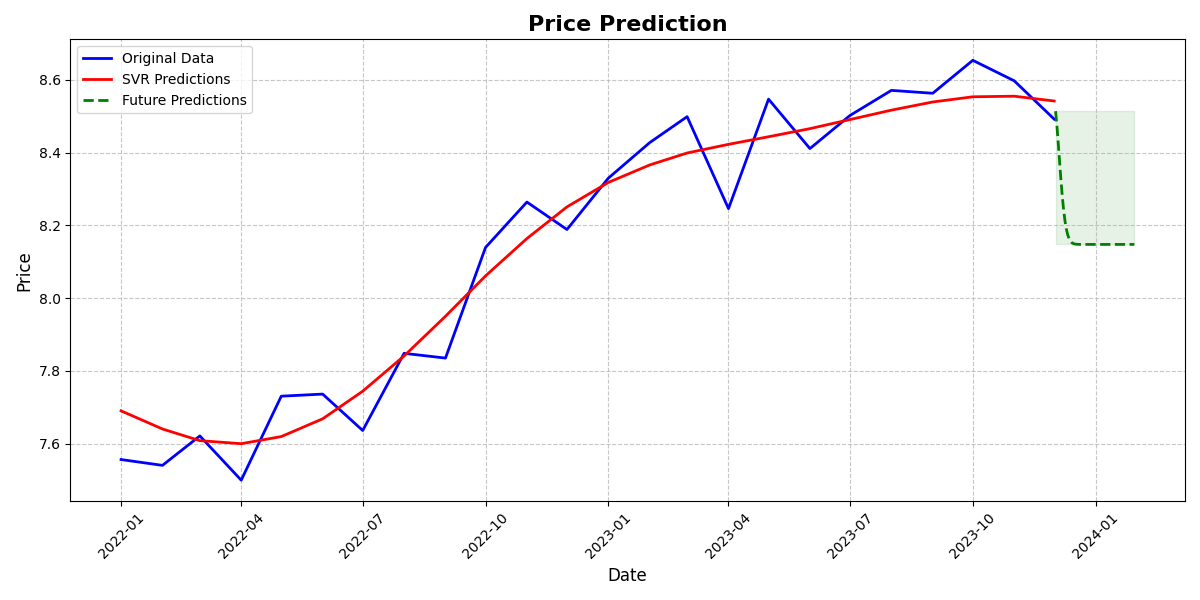 Price Prediction
Original Data
SVR Predictions
Future Predictions
Price
8.6
8.4
8.2
8.0
7.8
7.6
2022-01
2022-04
2022-07
2022-10
2023-01
2023-04
2023-07
2023-10
2024-01
Date